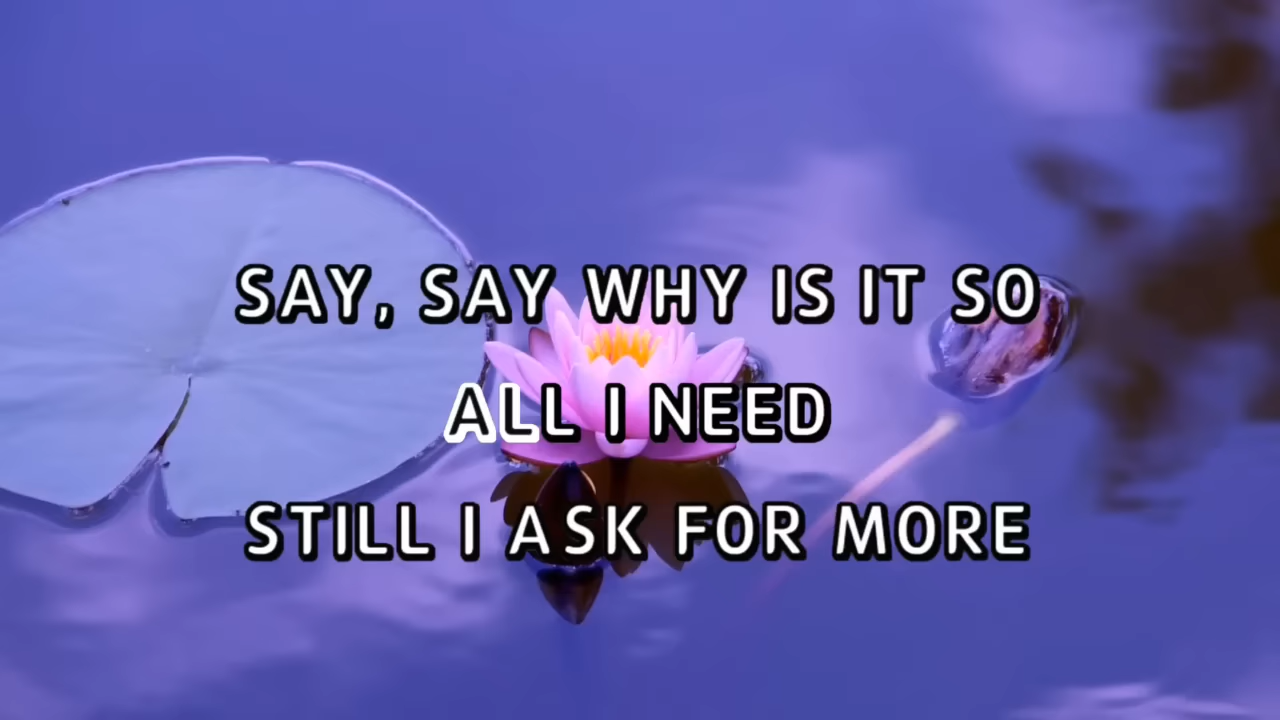 SAY, SAY WHY IS IT SO
ALL I NEED
STILL I ASK FOR MORE